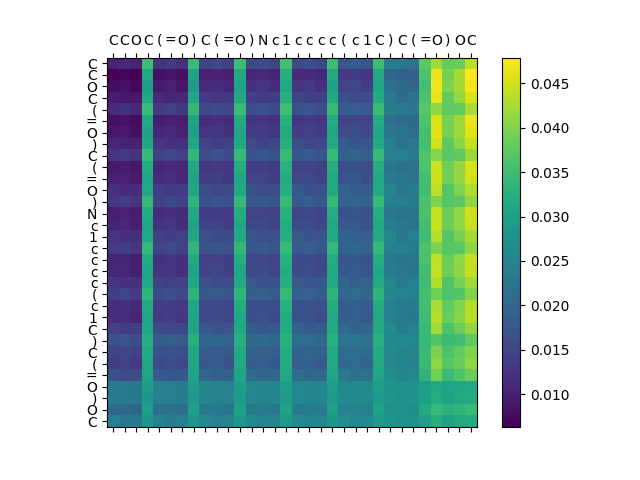 CCOC(=O)C(=O)Nc1cccc(c1C)C(=O)OC
C
C
O
C
(
=
O
)
C
(
=
O
)
N
c
1
c
c
c
c
(
c
1
C
)
C
(
=
O
)
O
C
0.045
0.040
0.035
0.030
0.025
0.020
0.015
0.010